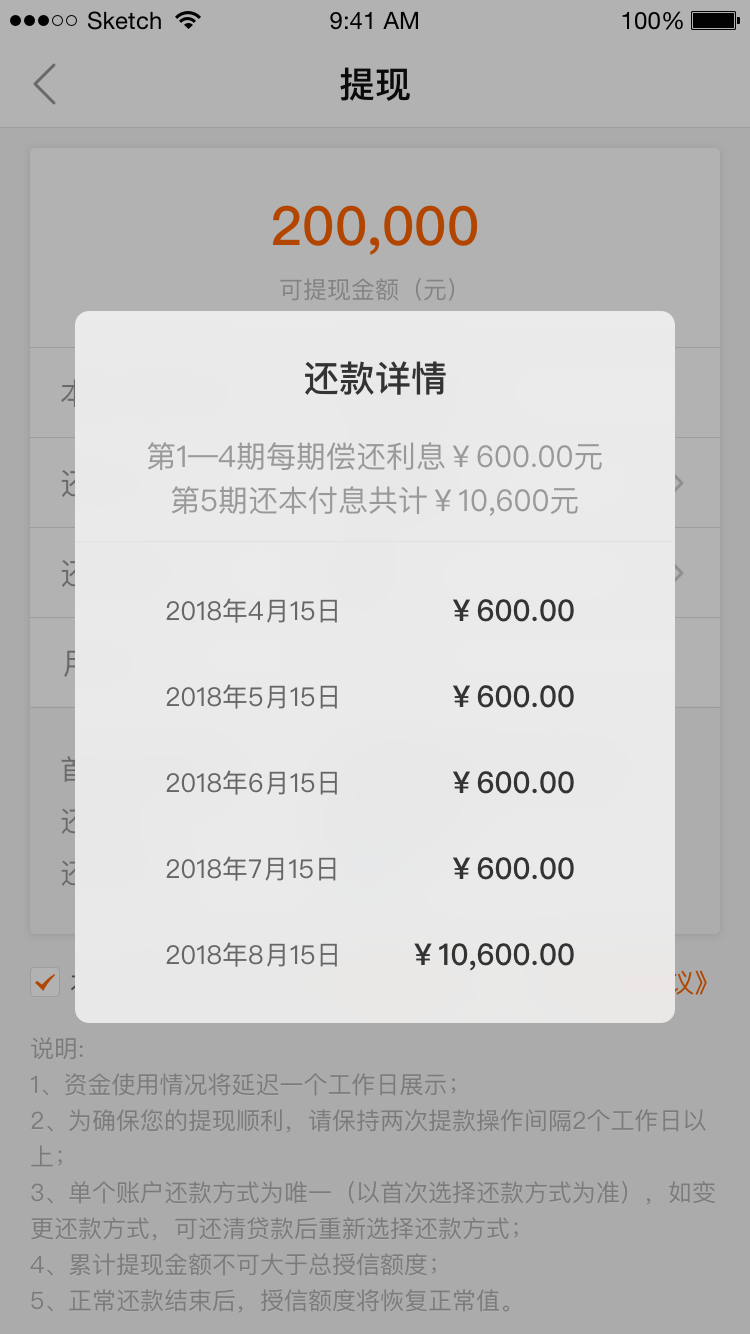 Sketch 9:41 AM 100%
提现
200,000
可提现金额（元）
还款详情
第1—4期每期偿还利息￥600.00元
第5期还本付息共计￥10,600元
2018年4月15日 ￥600.00
2018年5月15日 ￥600.00
2018年6月15日 ￥600.00
2018年7月15日 ￥600.00
2018年8月15日 ￥10,600.00
议》
说明:
1、资金使用情况将延迟一个工作日展示；
2、为确保您的提现顺利，请保持两次提款操作间隔2个工作日以
上；
3、单个账户还款方式为唯一（以首次选择还款方式为准），如变
更还款方式，可还清贷款后重新选择还款方式；
4、累计提现金额不可大于总授信额度；
5、正常还款结束后，授信额度将恢复正常值。